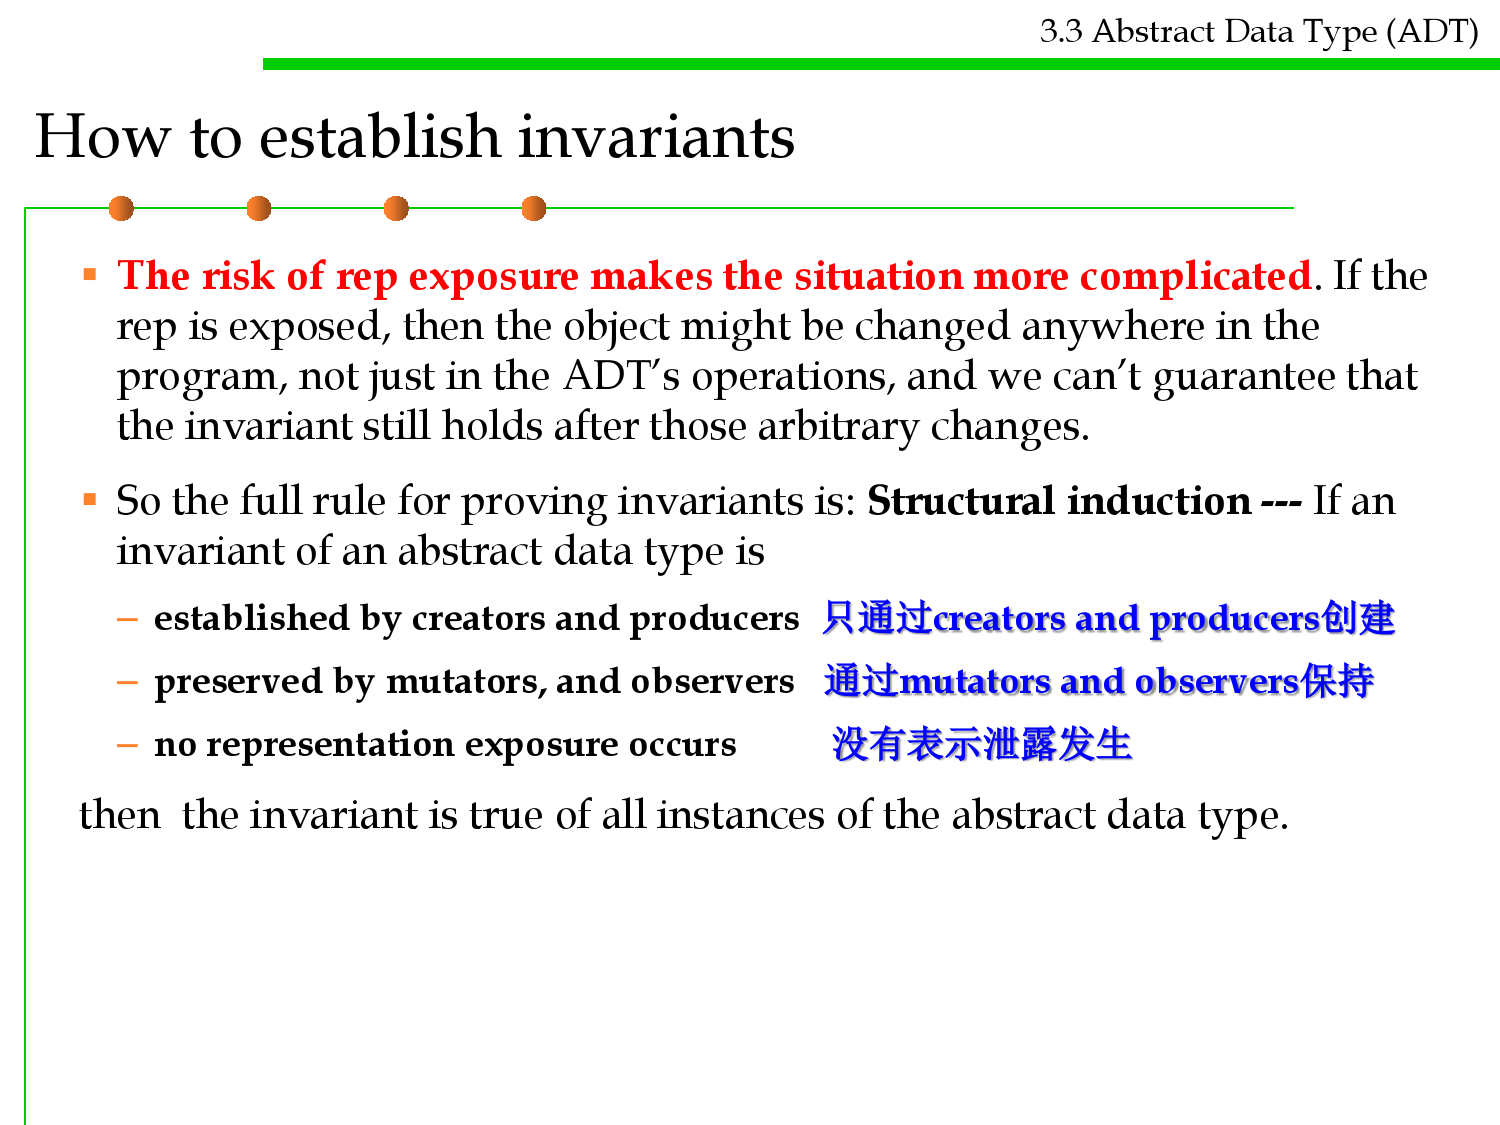 3.3 Abstract Data Type (ADT)
How to establish invariants
▪ The risk of rep exposure makes the situation more complicated. If the
rep is exposed, then the object might be changed anywhere in the
program, not just in the ADT’s operations, and we can’t guarantee that
the invariant still holds after those arbitrary changes.
▪ So the full rule for proving invariants is: Structural induction --- If an
invariant of an abstract data type is
– established by creators and producers 只通过creators and producers创建
– preserved by mutators, and observers 通过mutators and observers保持
– no representation exposure occurs 没有表示泄露发生
then the invariant is true of all instances of the abstract data type.